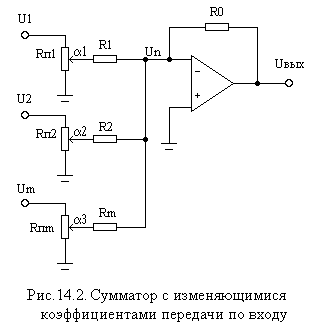 U1
R0
Rп1 α1 R1 Uп
U2
− Uвых
+
Rп2 α2 R2
Um
Rпm α3 Rm
Рис.14.2. Сумматор с изменяющимися
коэффициентами передачи по входу